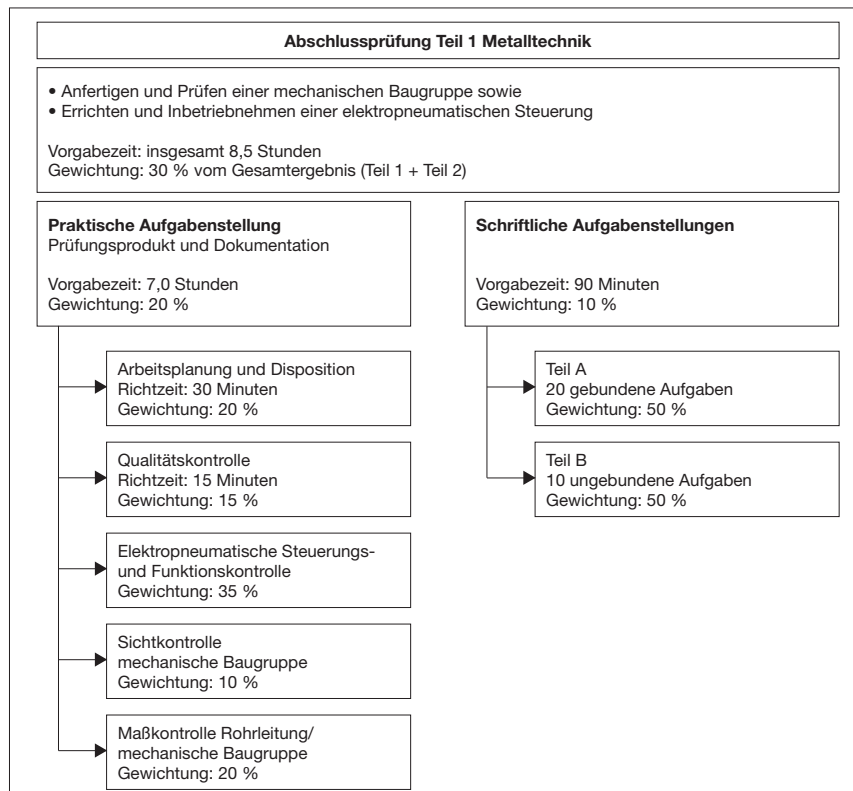 Abschlussprüfung Teil 1 Metalltechnik
• Anfertigen und Prüfen einer mechanischen Baugruppe sowie
• Errichten und Inbetriebnehmen einer elektropneumatischen Steuerung
Vorgabezeit: insgesamt 8,5 Stunden
Gewichtung: 30 % vom Gesamtergebnis (Teil 1 + Teil 2)
Praktische Aufgabenstellung
Prüfungsprodukt und Dokumentation
Vorgabezeit: 7,0 Stunden
Gewichtung: 20 %
Arbeitsplanung und Disposition
Richtzeit: 30 Minuten
Gewichtung: 20 %
Qualitätskontrolle
Richtzeit: 15 Minuten
Gewichtung: 15 %
Elektropneumatische Steuerungs-
und Funktionskontrolle
Gewichtung: 35 %
Sichtkontrolle
mechanische Baugruppe
Gewichtung: 10 %
Maßkontrolle Rohrleitung/
mechanische Baugruppe
Gewichtung: 20 %
Schriftliche Aufgabenstellungen
Vorgabezeit: 90 Minuten
Gewichtung: 10 %
Teil A
20 gebundene Aufgaben
Gewichtung: 50 %
Teil B
10 ungebundene Aufgaben
Gewichtung: 50 %